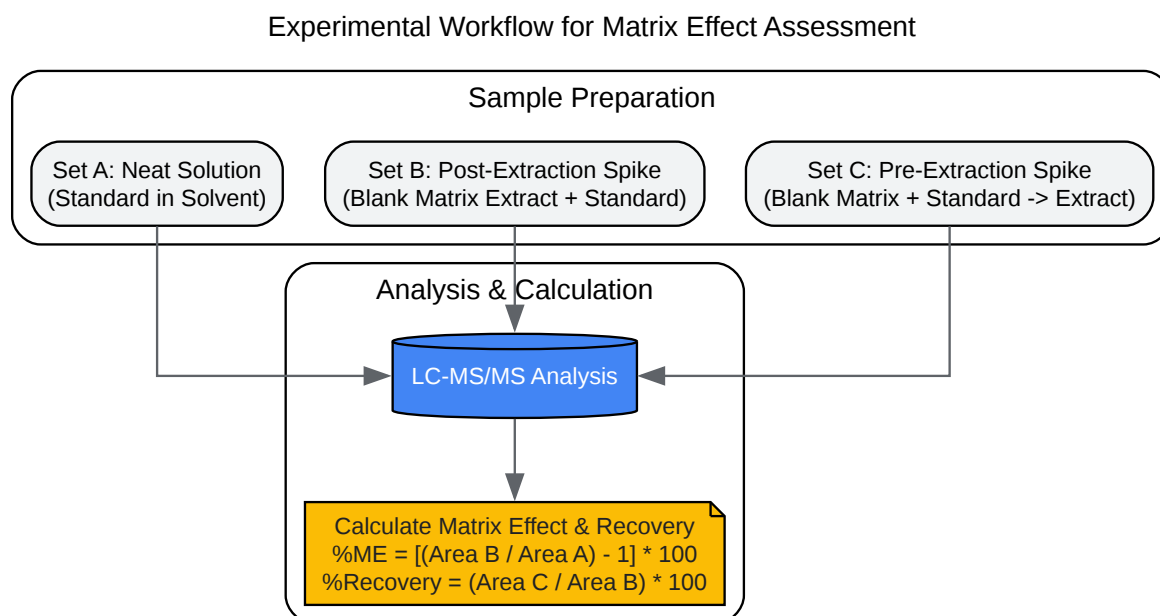 Experimental Workflow for Matrix Effect Assessment
Sample Preparation
Set A: Neat Solution
(Standard in Solvent)
Set B: Post-Extraction Spike
(Blank Matrix Extract + Standard)
Set C: Pre-Extraction Spike
(Blank Matrix + Standard -> Extract)
Analysis & Calculation
LC-MS/MS Analysis
Calculate Matrix Effect & Recovery
%ME = [(Area B / Area A) - 1] * 100
%Recovery = (Area C / Area B) * 100